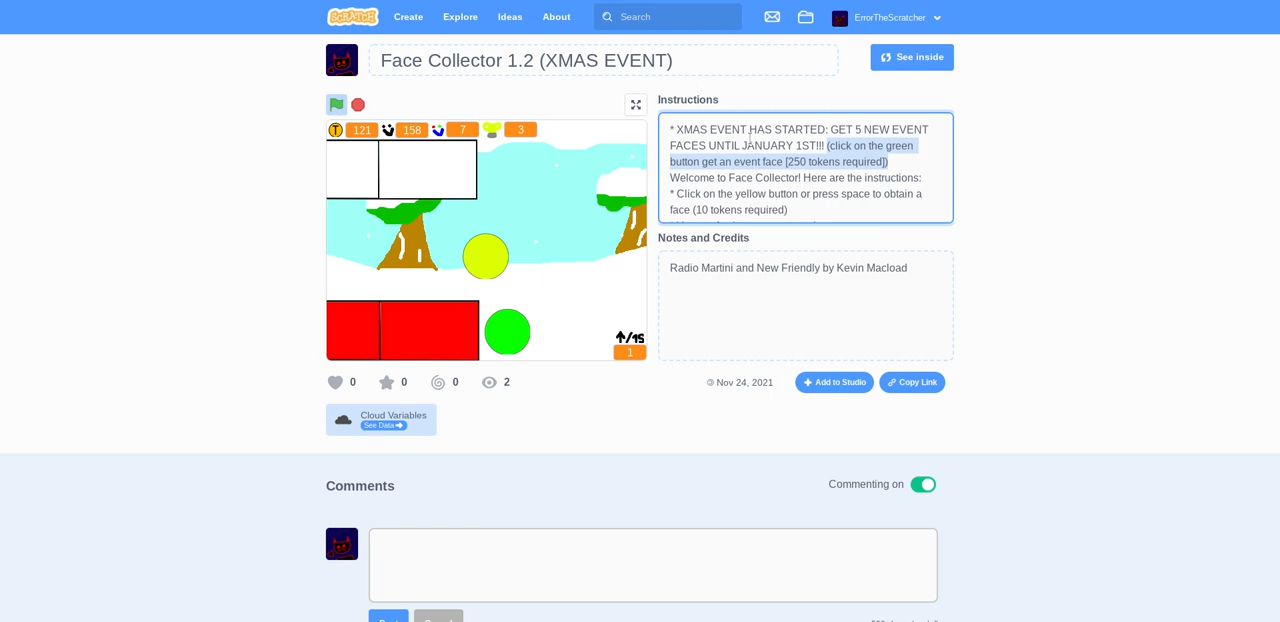 SCRATCH Create Explore Ideas About Search ErrorTheScratcher
Face Collector 1.2 (XMAS EVENT) See inside
Instructions
T 121 158 7 3
* XMAS EVENT HAS STARTED: GET 5 NEW EVENT
FACES UNTIL JANUARY 1ST!!! (click on the green
button get an event face [250 tokens required])
Welcome to Face Collector! Here are the instructions:
* Click on the yellow button or press space to obtain a
face (10 tokens required)
Notes and Credits
Radio Martini and New Friendly by Kevin Macload
/15
1
0 0 0 2 Nov 24, 2021 Add to Studio Copy Link
Cloud Variables
See Data
Comments Commenting on